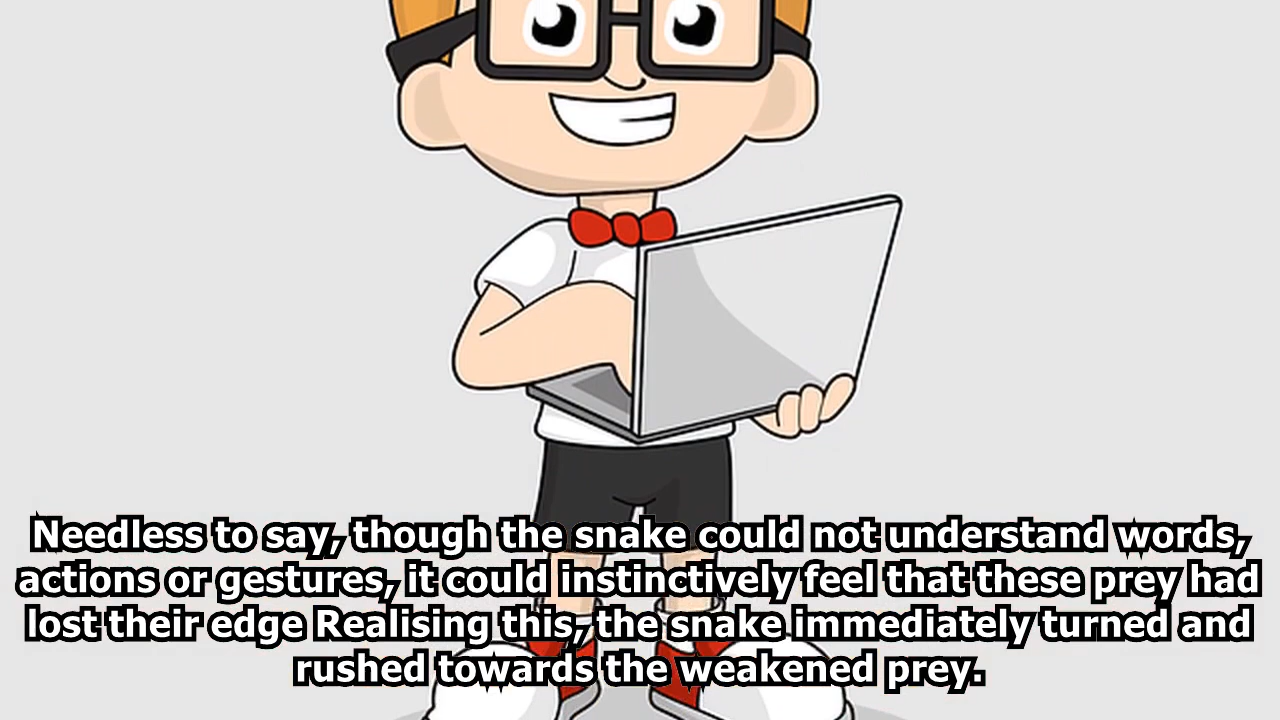 Needless to say, though the snake could not understand words,
actions or gestures, it could instinctively feel that these prey had
lost their edge Realising this, the snake immediately turned and
rushed towards the weakened prey.